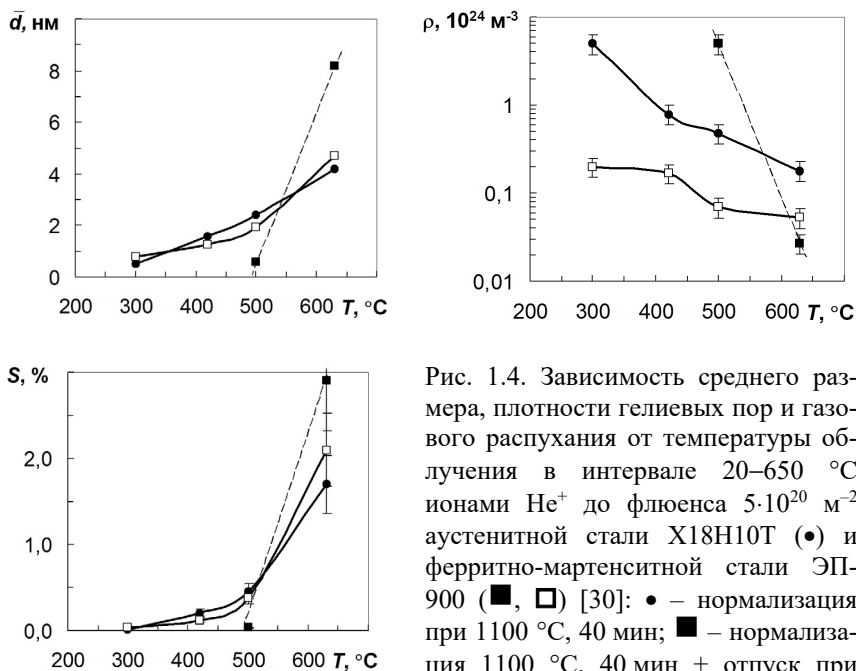 d̅, нм
8
6
4
2
0
200 300 400 500 600 T, °C
ρ, 10²⁴ м⁻³
1
0,1
0,01
200 300 400 500 600 T, °C
S, %
2,0
1,0
0,0
200 300 400 500 600 T, °C
Рис. 1.4. Зависимость среднего раз-
мера, плотности гелиевых пор и газо-
вого распухания от температуры об-
лучения в интервале 20–650 °С
ионами He⁺ до флюенса 5·10²⁰ м⁻²
аустенитной стали Х18Н10Т (●) и
ферритно-мартенситной стали ЭП-
900 (■, □) [30]: ● – нормализация
при 1100 °С, 40 мин; ■ – нормализа-
ция 1100 °С, 40 мин + отпуск при